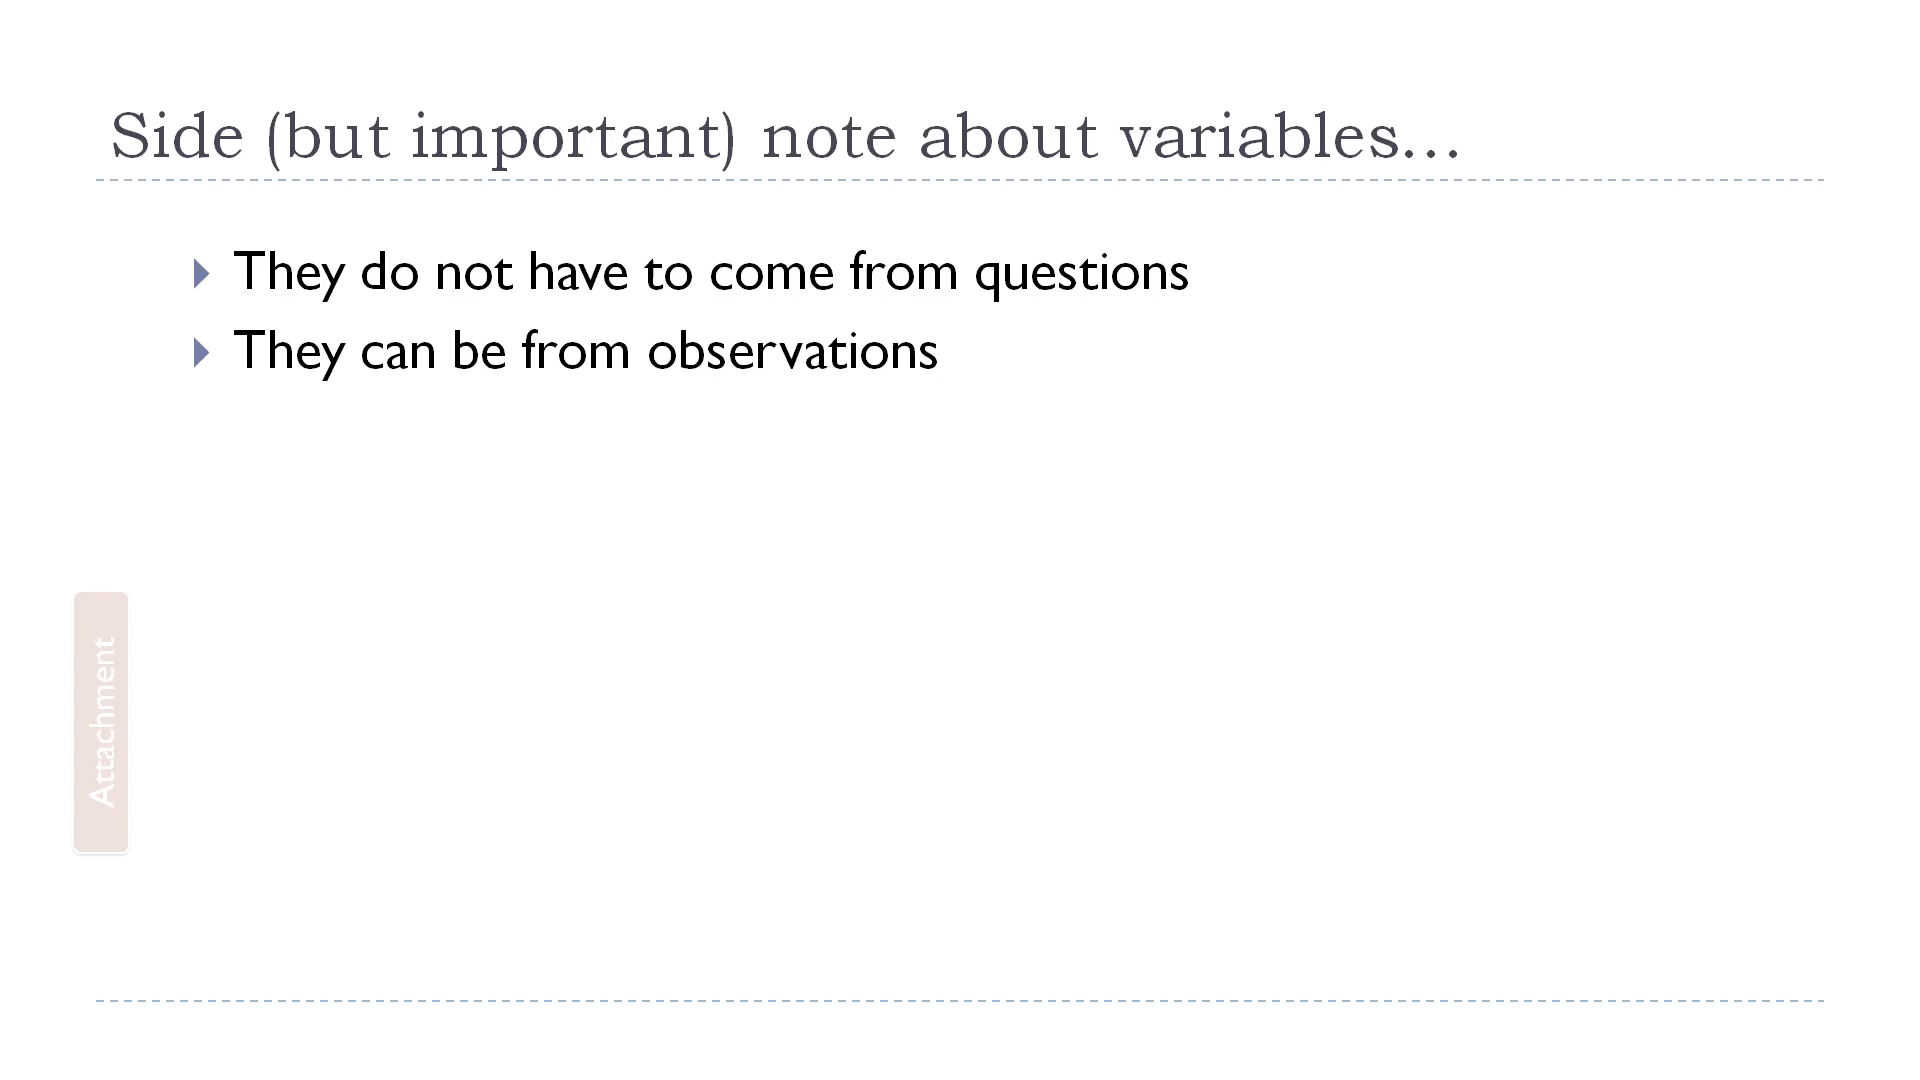 Side (but important) note about variables…
They do not have to come from questions
They can be from observations
Attachment